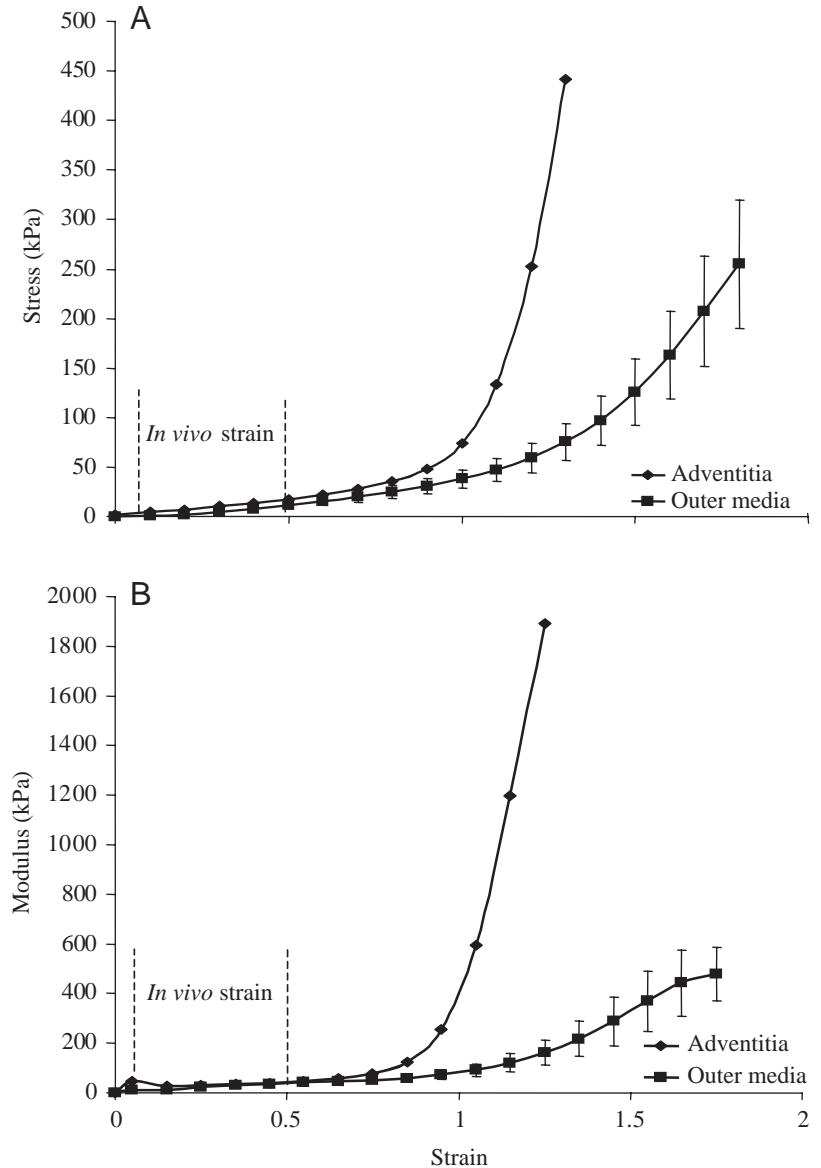 A
500
450
400
350
300
250
200
150
100
50
0
Stress (kPa)
In vivo strain
Adventitia
Outer media
B
2000
1800
1600
1400
1200
1000
800
600
400
200
0
Modulus (kPa)
In vivo strain
Adventitia
Outer media
0 0.5 1 1.5 2
Strain